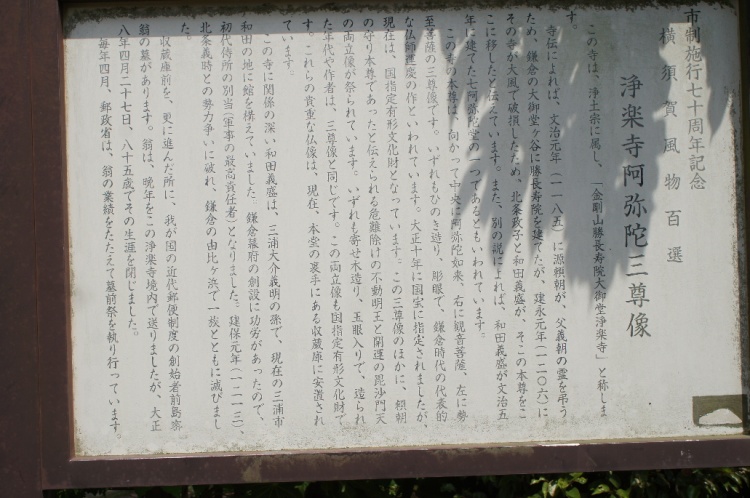 市制施行七十周年記念
横須賀風物百選
浄楽寺阿弥陀三尊像
この寺は、浄土宗に属し、「金剛山勝長寿院大御堂浄楽寺」と称しま
す。
寺伝によれば、文治元年(一一八五)に源頼朝が、父義朝の霊を弔う
ため、鎌倉の大御堂ヶ谷に勝長寿院を建てたが、建永元年(一二〇六)に
その寺が大風で破損したため、北条政子と和田義盛が、そこの本尊をこ
こに移したと伝えています。また、別の説によれば、和田義盛が文治五
年に建てた七阿弥陀堂の一つであるともいわれています。
この寺の本尊は、向かって中央に阿弥陀如来、右に観音菩薩、左に勢
至菩薩の三尊像です。いずれもひのき造り、彫眼で、鎌倉時代の代表的
な仏師運慶の作といわれています。大正十五年に国宝に指定されましたが、
現在は、国指定有形文化財となっています。この三尊像のほかに、頼朝
の守り本尊であったと伝えられる危難除けの不動明王と開運の毘沙門天
の両立像が祭られています。いずれも寄せ木造り、玉眼入りで、造られ
た年代や作者は、三尊像と同じです。この両立像も国指定有形文化財で
す。これらの貴重な仏像は、現在、本堂の裏手にある収蔵庫に安置され
ています。
この寺に関係の深い和田義盛は、三浦大介義明の孫で、現在の三浦市
和田の地に館を構えていました。鎌倉幕府の創設に功労があったので、
初代侍所の別当(軍事の最高責任者)となりました。建保元年(一二一三)、
北条義時との勢力争いに破れ、鎌倉の由比ヶ浜で一族とともに滅びまし
た。
収蔵庫前を、更に進んだ所に、我が国の近代郵便制度の創始者前島密
翁の墓があります。翁は、晩年をこの浄楽寺境内で送りましたが、大正
八年四月二十七日、八十五歳でその生涯を閉じました。
毎年四月、郵政省は、翁の業績をたたえて墓前祭を執り行っています。